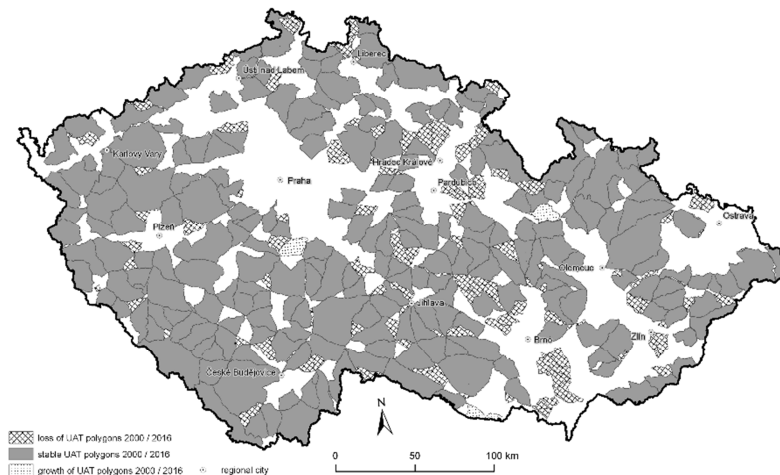 Liberec
Ústí nad Labem
Karlovy Vary
Hradec Králové
Praha
Pardubice
Ostrava
Plzeň
Olomouc
Jihlava
Zlín
Brno
České Budějovice
N
loss of UAT polygons 2000 / 2016
stable UAT polygons 2000 / 2016
growth of UAT polygons 2000 / 2016
regional city
0 50 100 km